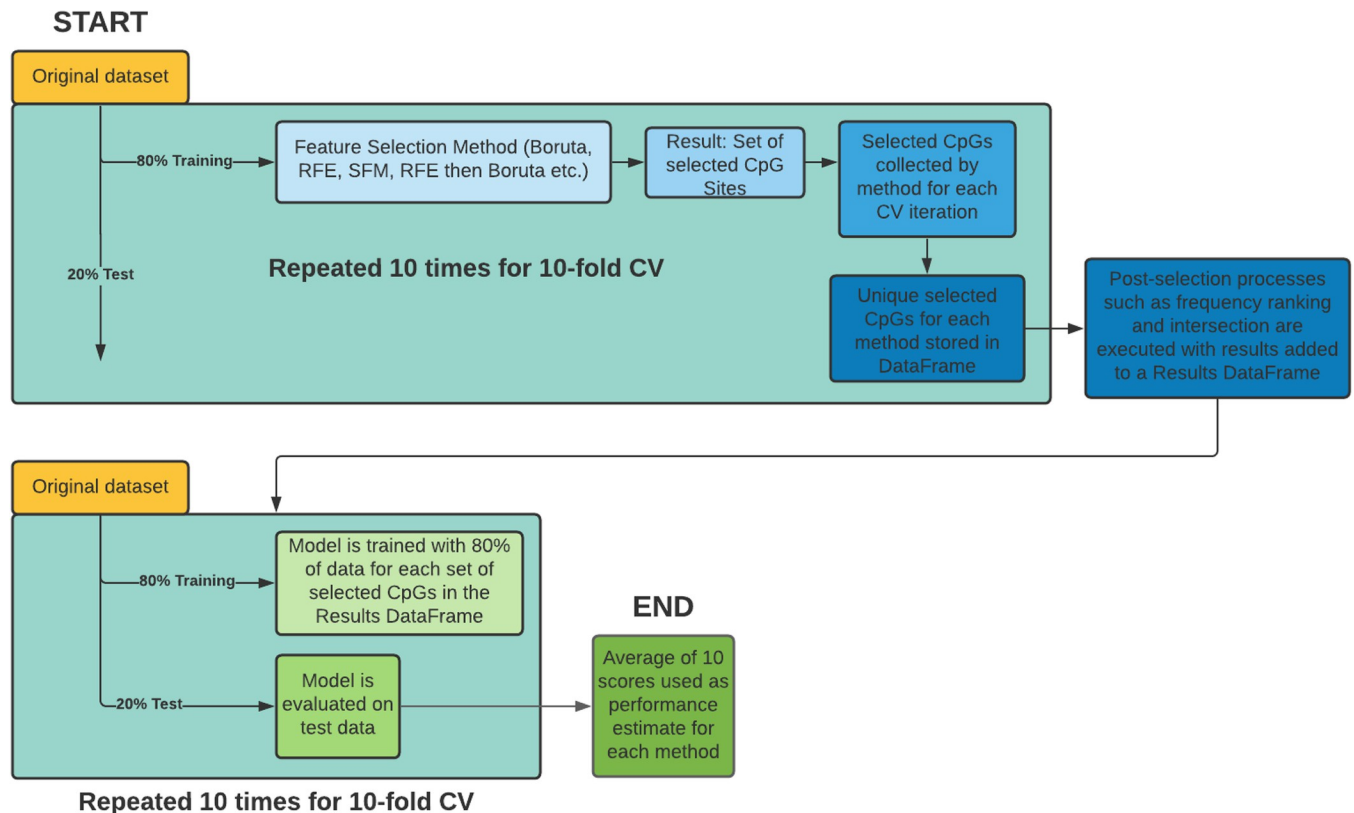 START
Original dataset
80% Training
Feature Selection Method (Boruta,
RFE, SFM, RFE then Boruta etc.)
Result: Set of
selected CpG
Sites
Selected CpGs
collected by
method for each
CV iteration
20% Test
Repeated 10 times for 10-fold CV
Unique selected
CpGs for each
method stored in
DataFrame
Post-selection processes
such as frequency ranking
and intersection are
executed with results added
to a Results DataFrame
Original dataset
80% Training
Model is trained with 80%
of data for each set of
selected CpGs in the
Results DataFrame
20% Test
Model is
evaluated on
test data
END
Average of 10
scores used as
performance
estimate for
each method
Repeated 10 times for 10-fold CV